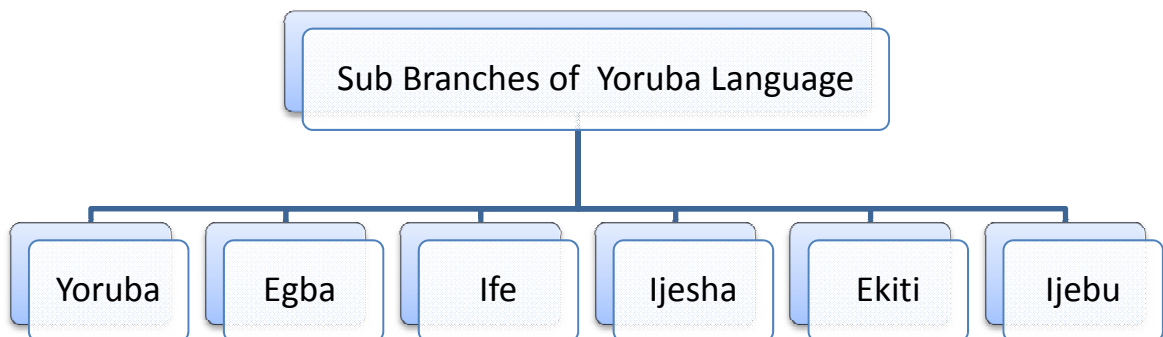 Sub Branches of Yoruba Language
Yoruba
Egba
Ife
Ijesha
Ekiti
Ijebu